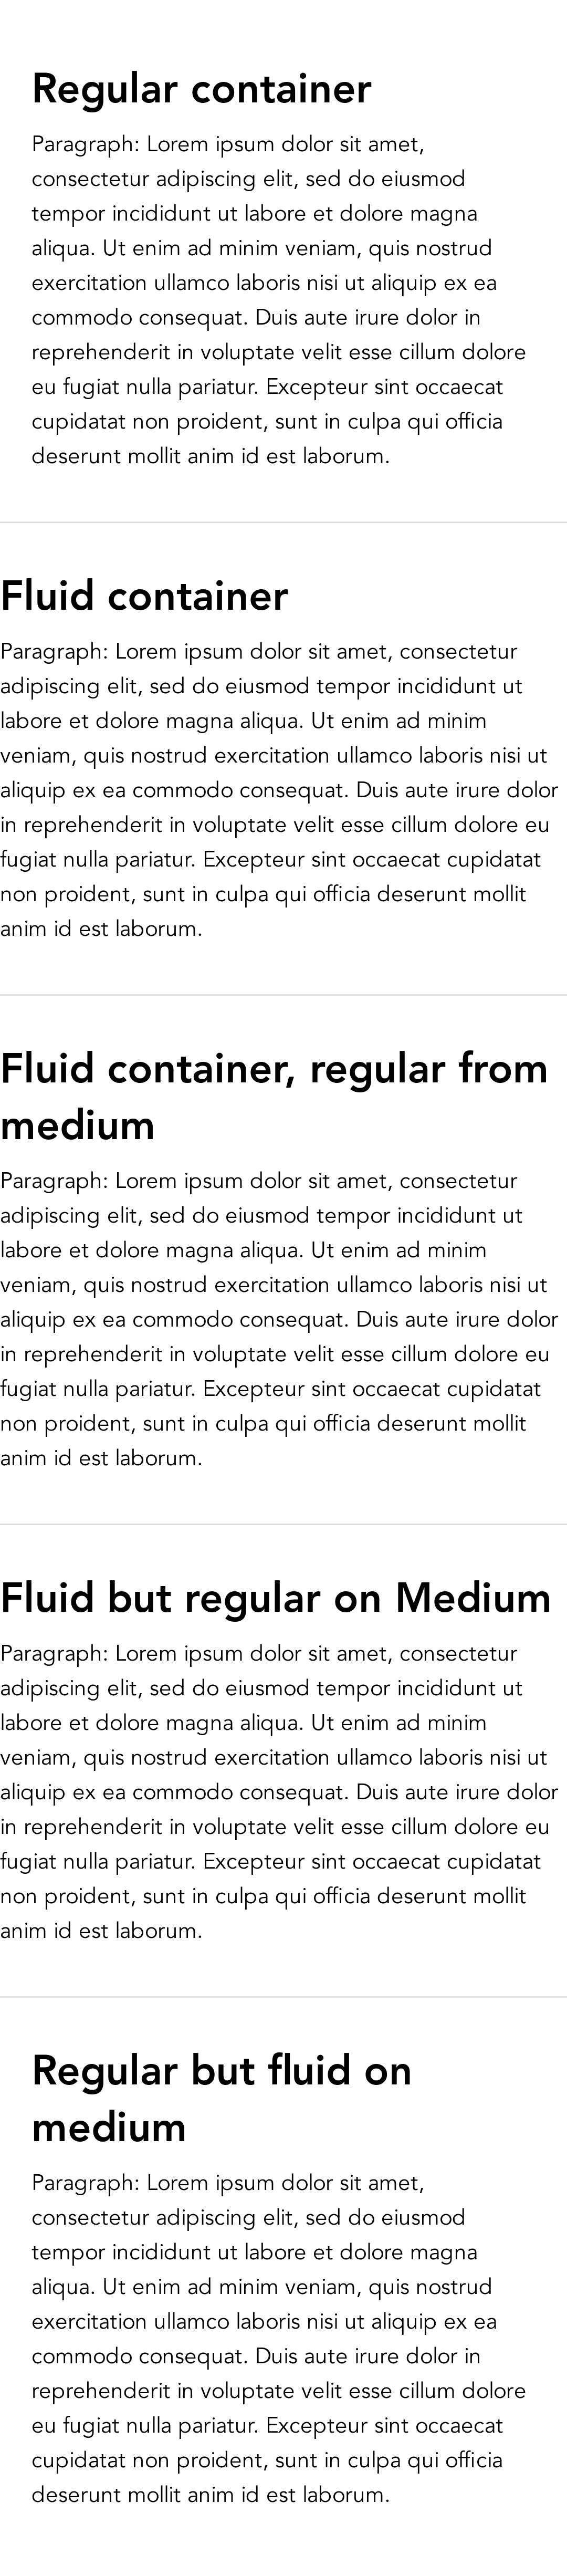 Regular container
Paragraph: Lorem ipsum dolor sit amet,
consectetur adipiscing elit, sed do eiusmod
tempor incididunt ut labore et dolore magna
aliqua. Ut enim ad minim veniam, quis nostrud
exercitation ullamco laboris nisi ut aliquip ex ea
commodo consequat. Duis aute irure dolor in
reprehenderit in voluptate velit esse cillum dolore
eu fugiat nulla pariatur. Excepteur sint occaecat
cupidatat non proident, sunt in culpa qui officia
deserunt mollit anim id est laborum.
Fluid container
Paragraph: Lorem ipsum dolor sit amet, consectetur
adipiscing elit, sed do eiusmod tempor incididunt ut
labore et dolore magna aliqua. Ut enim ad minim
veniam, quis nostrud exercitation ullamco laboris nisi ut
aliquip ex ea commodo consequat. Duis aute irure dolor
in reprehenderit in voluptate velit esse cillum dolore eu
fugiat nulla pariatur. Excepteur sint occaecat cupidatat
non proident, sunt in culpa qui officia deserunt mollit
anim id est laborum.
Fluid container, regular from
medium
Paragraph: Lorem ipsum dolor sit amet, consectetur
adipiscing elit, sed do eiusmod tempor incididunt ut
labore et dolore magna aliqua. Ut enim ad minim
veniam, quis nostrud exercitation ullamco laboris nisi ut
aliquip ex ea commodo consequat. Duis aute irure dolor
in reprehenderit in voluptate velit esse cillum dolore eu
fugiat nulla pariatur. Excepteur sint occaecat cupidatat
non proident, sunt in culpa qui officia deserunt mollit
anim id est laborum.
Fluid but regular on Medium
Paragraph: Lorem ipsum dolor sit amet, consectetur
adipiscing elit, sed do eiusmod tempor incididunt ut
labore et dolore magna aliqua. Ut enim ad minim
veniam, quis nostrud exercitation ullamco laboris nisi ut
aliquip ex ea commodo consequat. Duis aute irure dolor
in reprehenderit in voluptate velit esse cillum dolore eu
fugiat nulla pariatur. Excepteur sint occaecat cupidatat
non proident, sunt in culpa qui officia deserunt mollit
anim id est laborum.
Regular but fluid on
medium
Paragraph: Lorem ipsum dolor sit amet,
consectetur adipiscing elit, sed do eiusmod
tempor incididunt ut labore et dolore magna
aliqua. Ut enim ad minim veniam, quis nostrud
exercitation ullamco laboris nisi ut aliquip ex ea
commodo consequat. Duis aute irure dolor in
reprehenderit in voluptate velit esse cillum dolore
eu fugiat nulla pariatur. Excepteur sint occaecat
cupidatat non proident, sunt in culpa qui officia
deserunt mollit anim id est laborum.